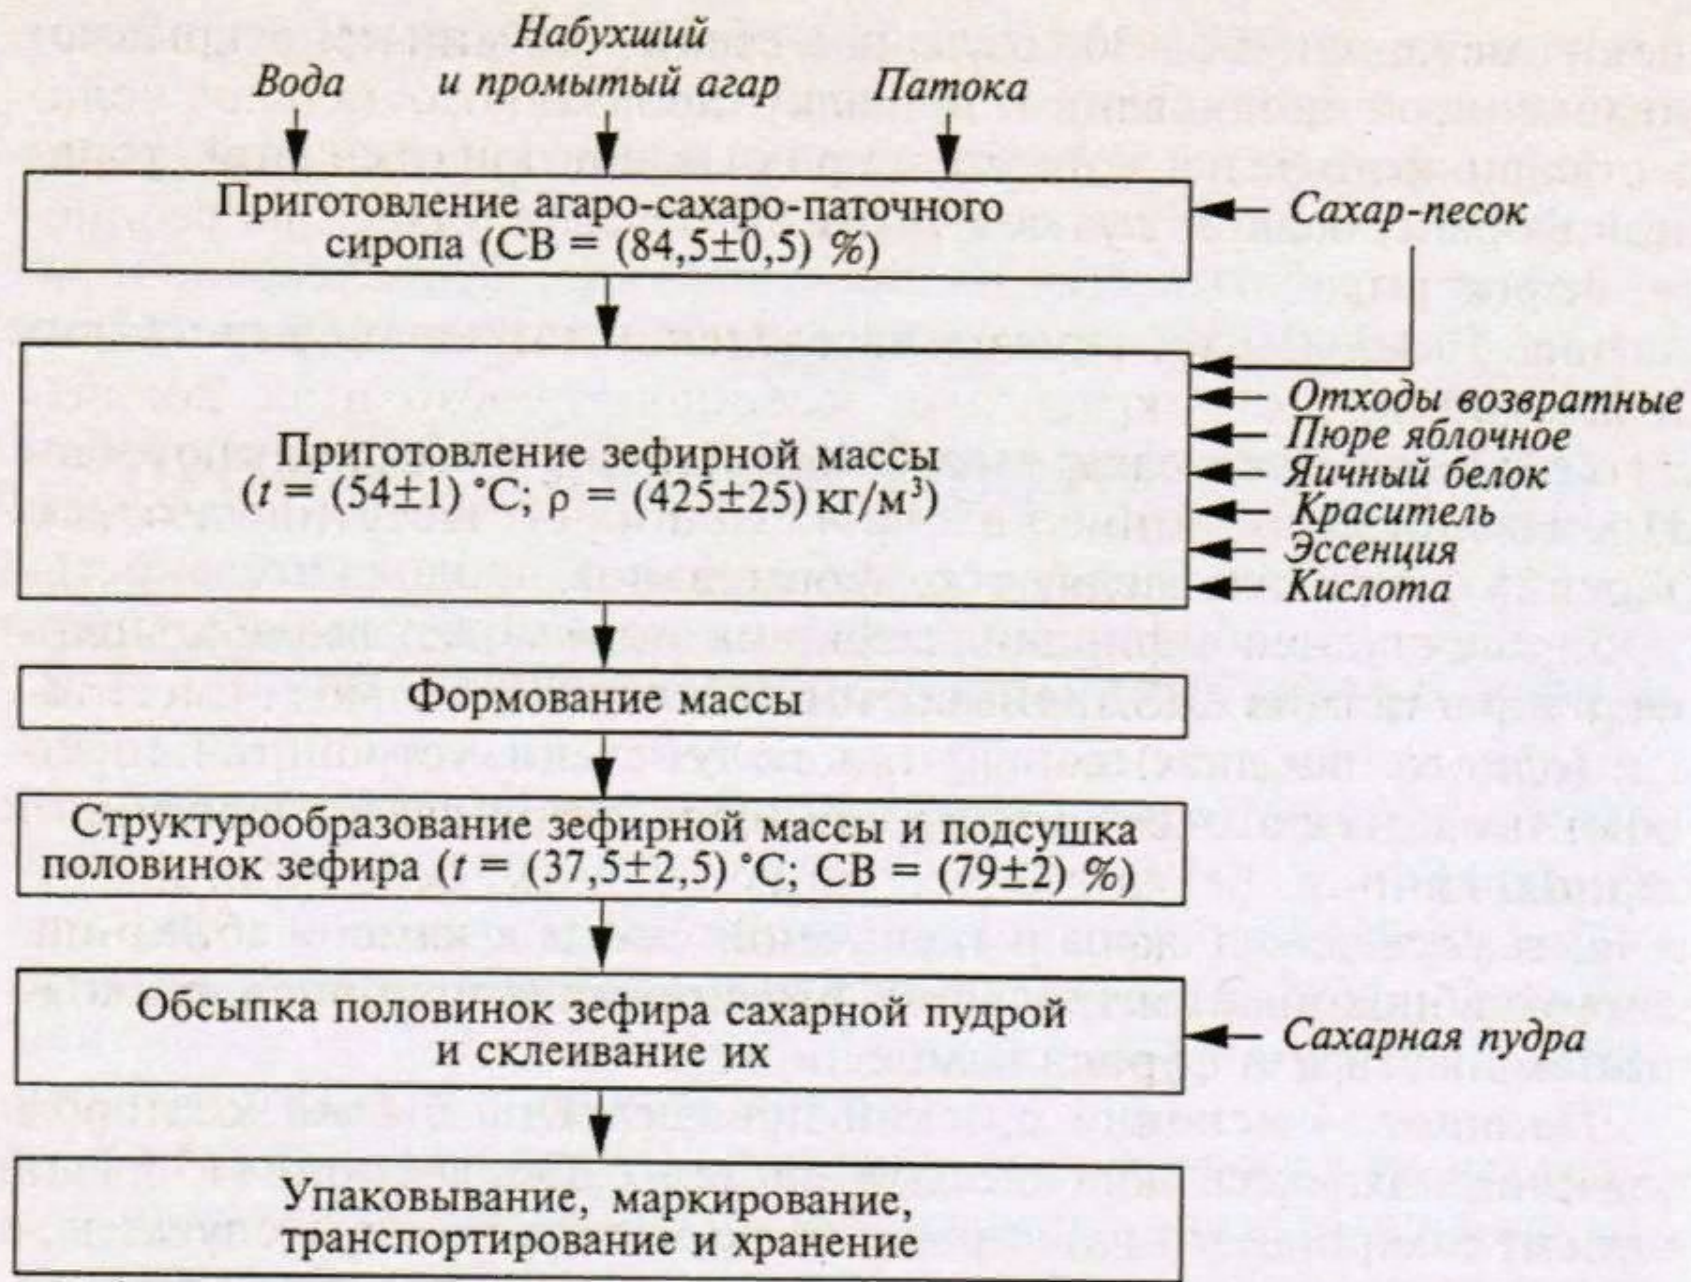 Набухший
Вода и промытый агар Патока
Приготовление агаро-сахаро-паточного
сиропа (СВ = (84,5±0,5) %)
Сахар-песок
Приготовление зефирной массы
(t = (54±1) °С; ρ = (425±25) кг/м³)
Отходы возвратные
Пюре яблочное
Яичный белок
Краситель
Эссенция
Кислота
Формование массы
Структурообразование зефирной массы и подсушка
половинок зефира (t = (37,5±2,5) °С; СВ = (79±2) %)
Обсыпка половинок зефира сахарной пудрой
и склеивание их
Сахарная пудра
Упаковывание, маркирование,
транспортирование и хранение